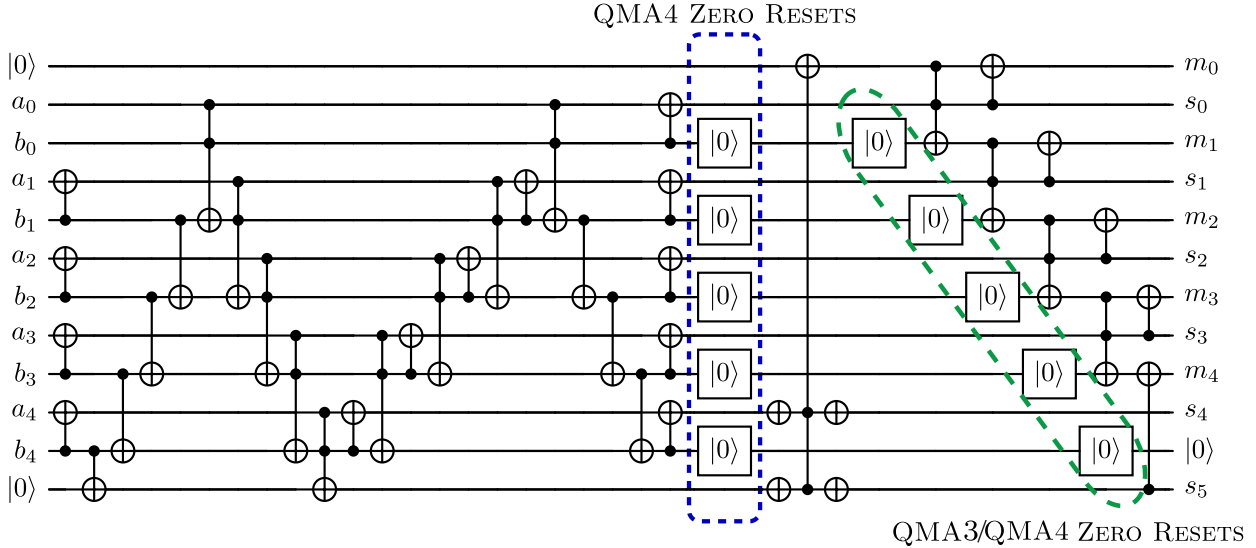 QMA4 ZERO RESETS
|0⟩ m₀
a₀ s₀
b₀ |0⟩ |0⟩ m₁
a₁ s₁
b₁ |0⟩ |0⟩ m₂
a₂ s₂
b₂ |0⟩ |0⟩ m₃
a₃ s₃
b₃ |0⟩ |0⟩ m₄
a₄ s₄
b₄ |0⟩ |0⟩ |0⟩
|0⟩ s₅
QMA3/QMA4 ZERO RESETS